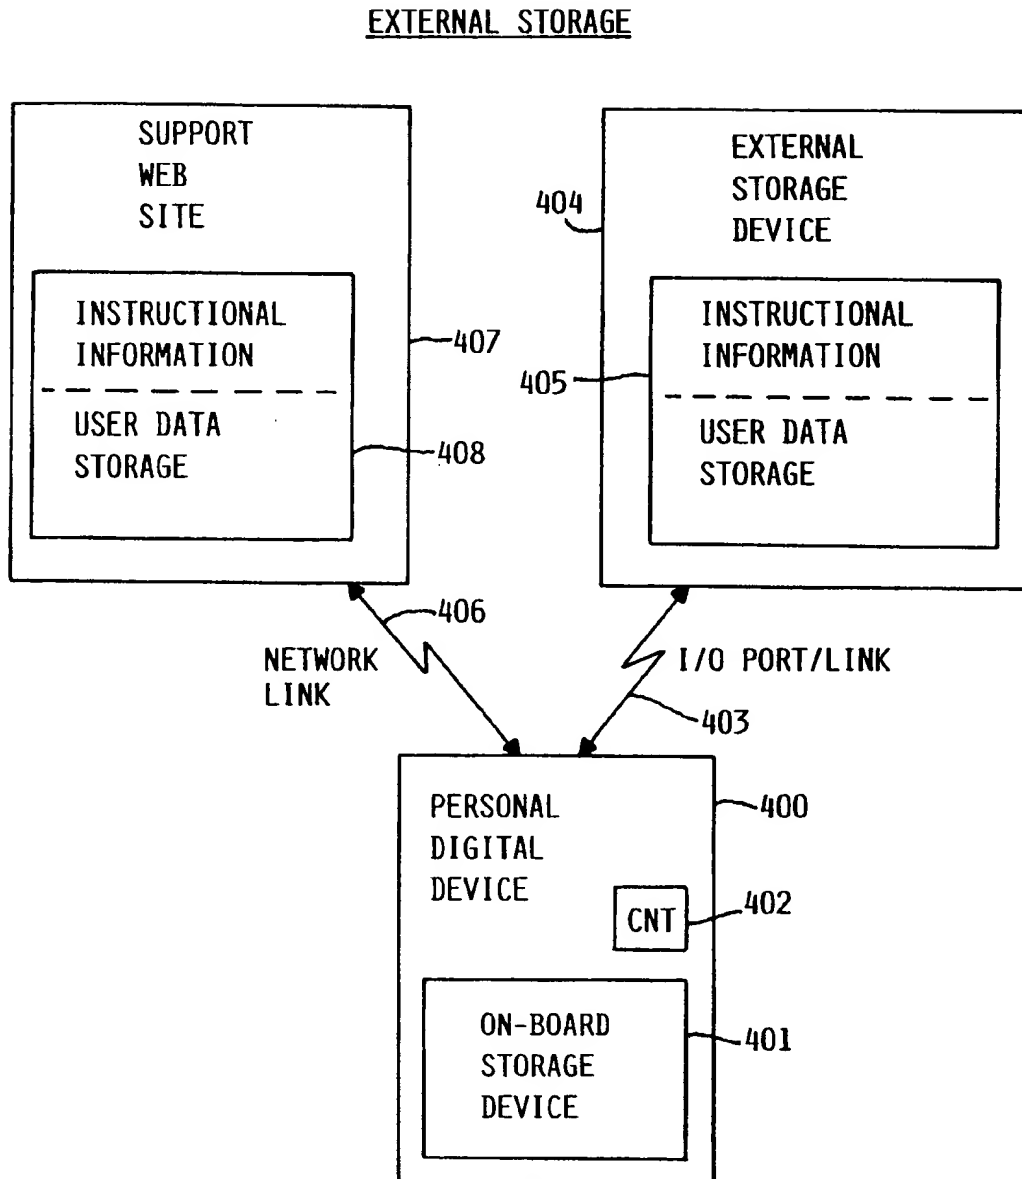 EXTERNAL STORAGE
SUPPORT
WEB
SITE
INSTRUCTIONAL
INFORMATION
USER DATA
STORAGE
407
408
EXTERNAL
STORAGE
DEVICE
404
INSTRUCTIONAL
INFORMATION
405
USER DATA
STORAGE
406
NETWORK
LINK
I/O PORT/LINK
403
PERSONAL
DIGITAL
DEVICE
400
CNT
402
ON-BOARD
STORAGE
DEVICE
401